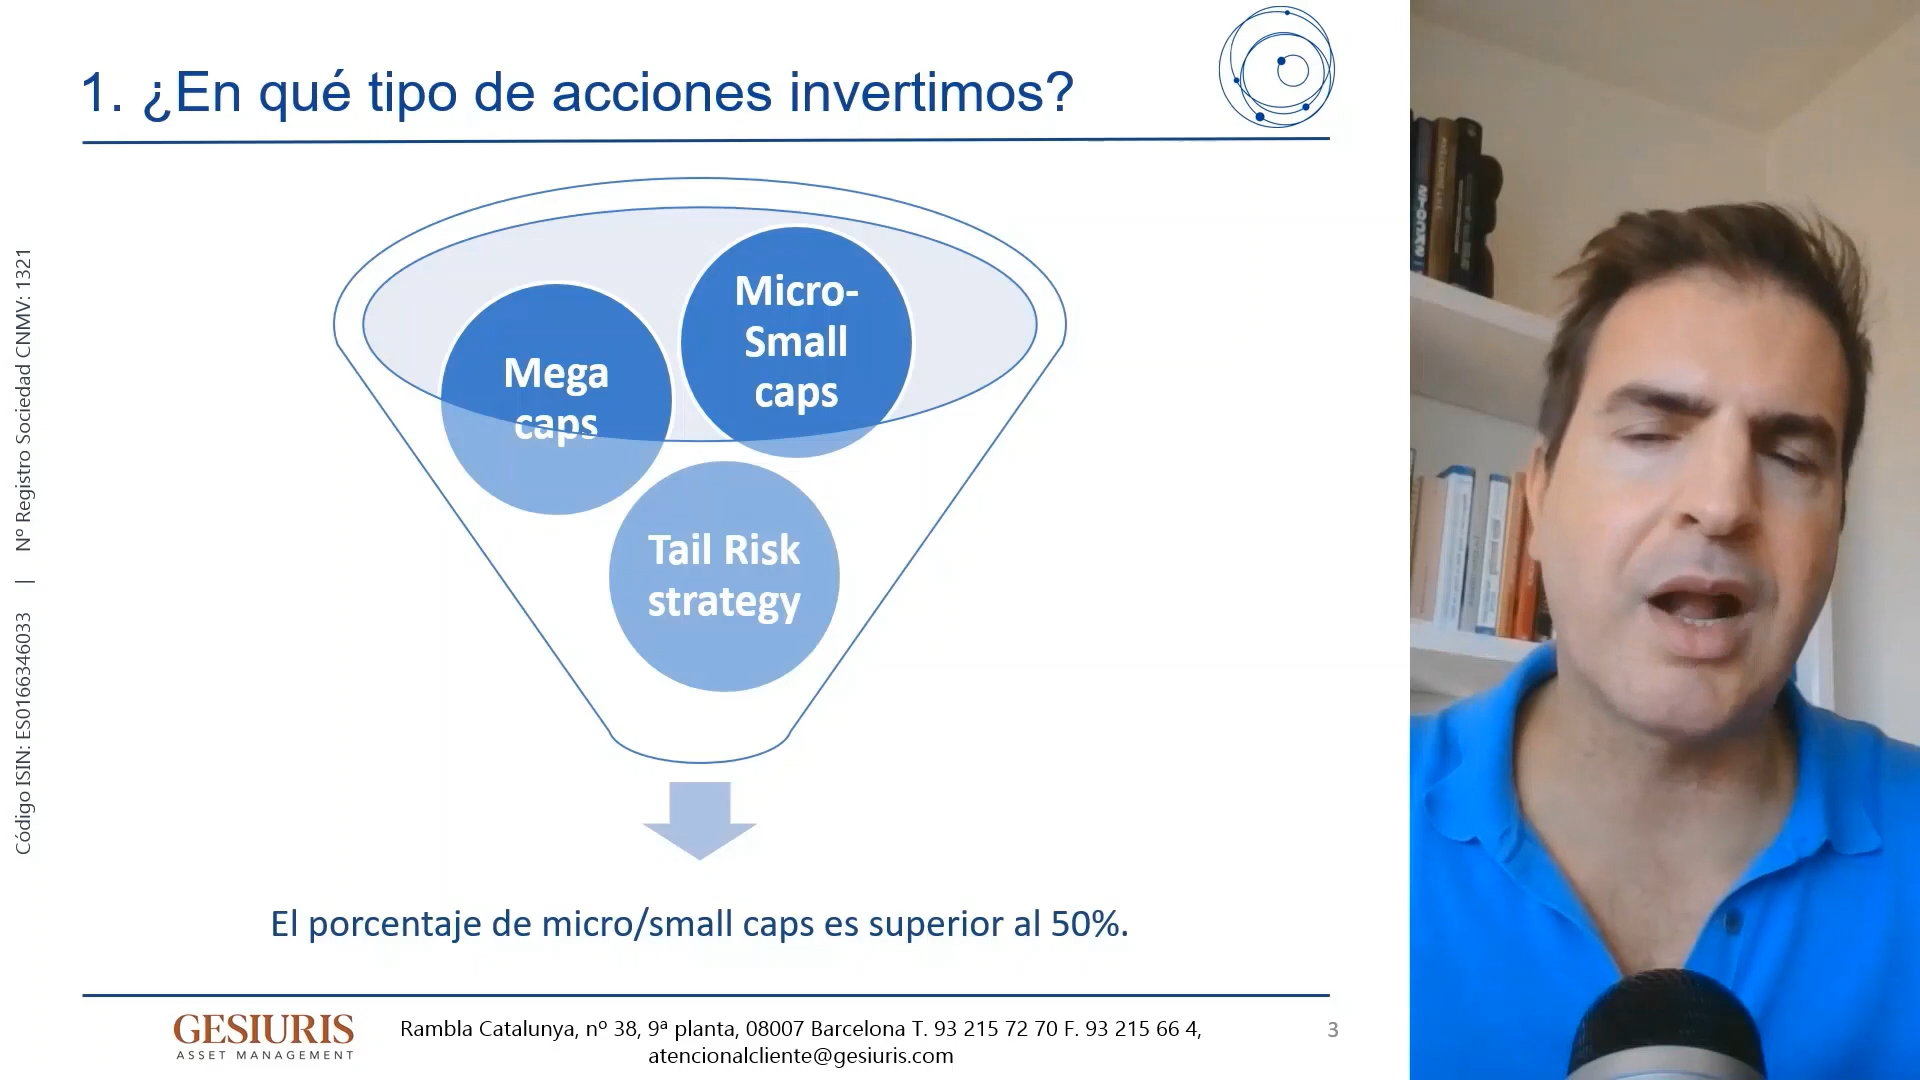 1. ¿En qué tipo de acciones invertimos?
Nº Registro Sociedad CNMV: 1321
Código ISIN: ES0166346033 |
Micro-
Small
caps
Mega
caps
Tail Risk
strategy
El porcentaje de micro/small caps es superior al 50%.
GESIURIS
ASSET MANAGEMENT
Rambla Catalunya, nº 38, 9ª planta, 08007 Barcelona T. 93 215 72 70 F. 93 215 66 4,
atencionalcliente@gesiuris.com
3